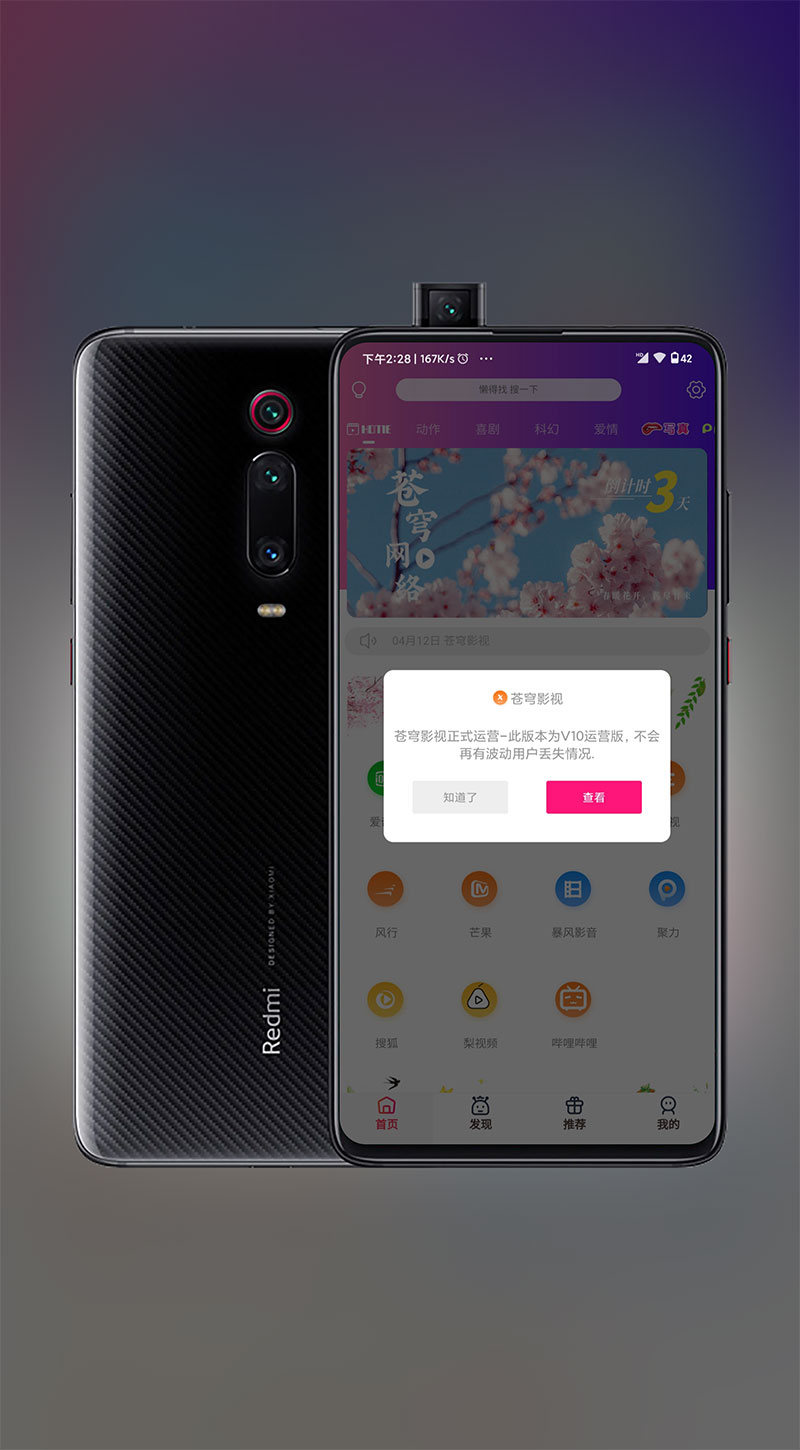 下午2:28 | 167K/s
HD
42
懒得找 搜一下
HOME 动作 喜剧 科幻 爱情 写真
苍穹网络
倒计时3天
04月12日 苍穹影视
苍穹影视
苍穹影视正式运营-此版本为V10运营版, 不会
再有波动用户丢失情况.
知道了 查看
风行 芒果 暴风影音 聚力
搜狐 梨视频 哔哩哔哩
首页 发现 推荐 我的
Redmi
DESIGNED BY XIAOMI